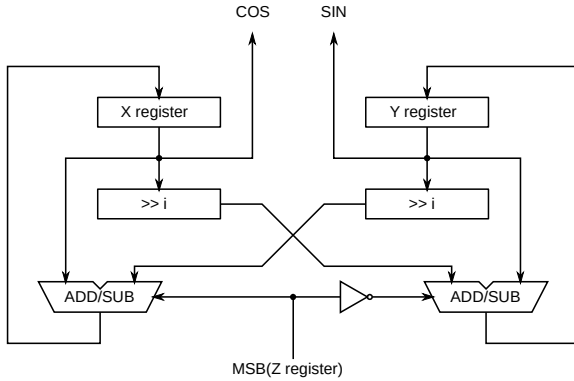 COS
SIN
X register
Y register
>> i
>> i
ADD/SUB
ADD/SUB
MSB(Z register)